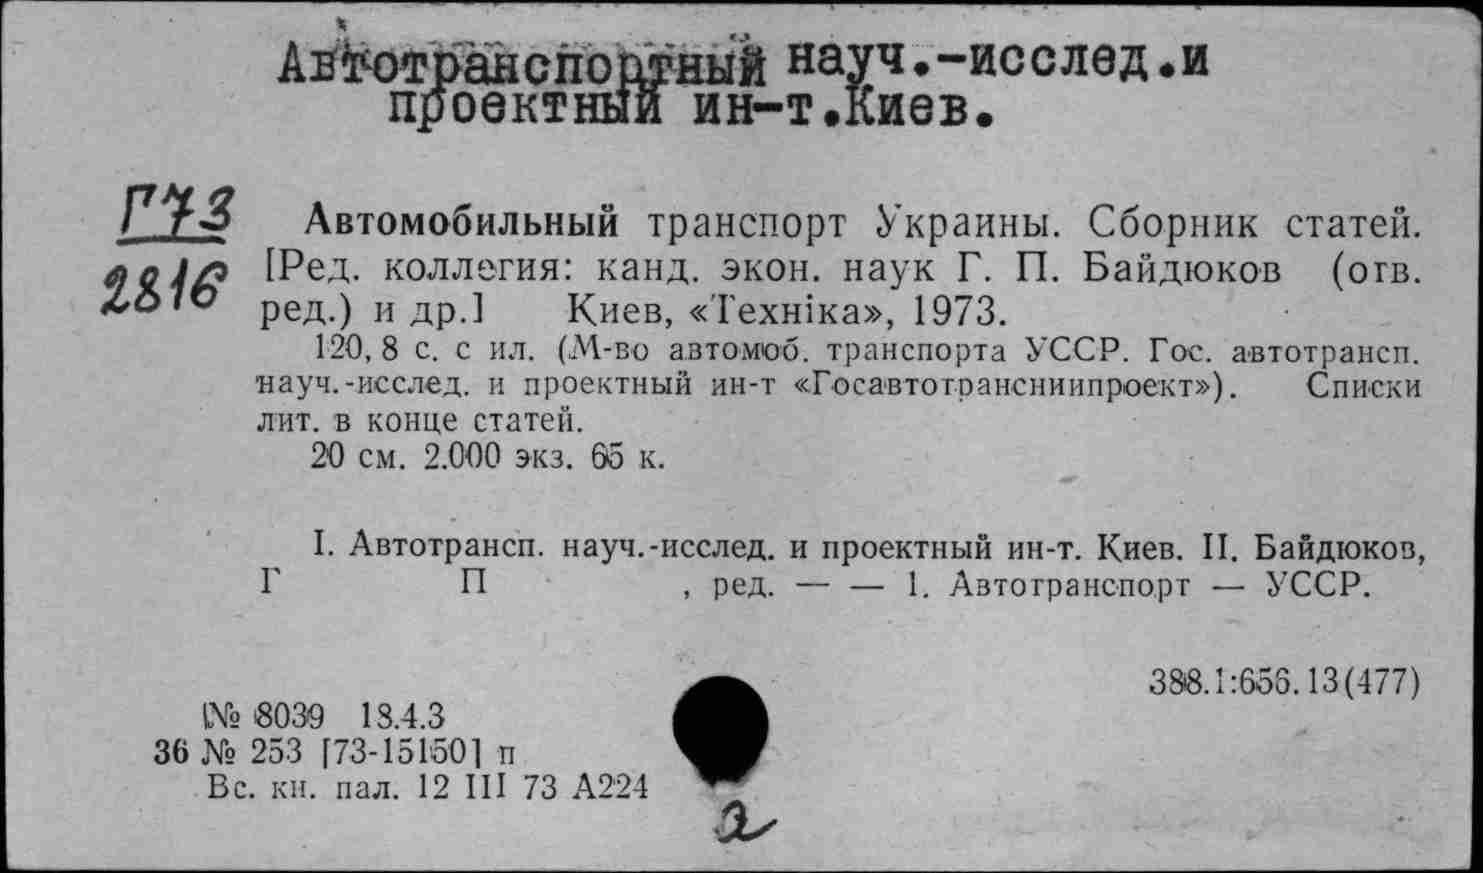 Автотранспортный науч.-исслед.и
проектный ин-т.Киев.
Г73
2816
Автомобильный транспорт Украины. Сборник статей.
[Ред. коллегия: канд. экон. наук Г. П. Байдюков (отв.
ред.) и др.] Киев, «Технiка», 1973.
120, 8 с. с ил. (М-во автомоб. транспорта УССР. Гос. автотрансп.
науч.-исслед. и проектный ин-т «Госавтотрансниипроект»). Списки
лит. в конце статей.
20 см. 2.000 экз. 65 к.
I. Автотрансп. науч.-исслед. и проектный ин-т. Киев. II. Байдюков,
Г П , ред. — — 1. Автотранспорт — УССР.
388.1:656.13(477)
№ 8039 18.4.3
36 № 253 [73-15150] п
Вс. кн. пал. 12 III 73 А224